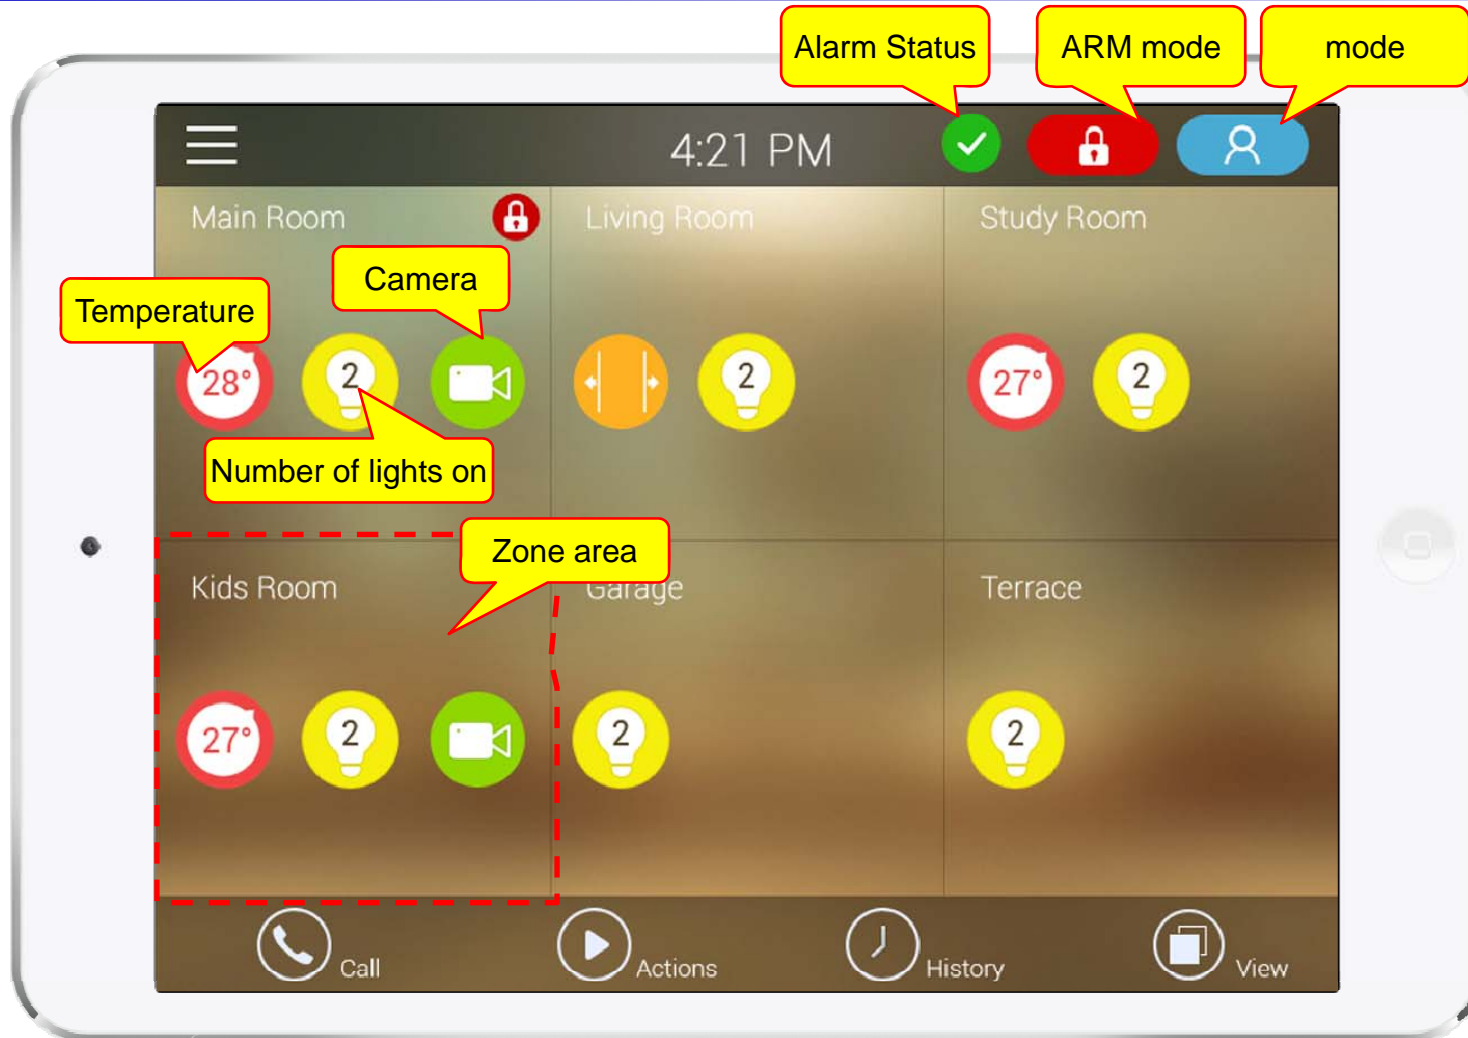 Alarm Status
ARM mode
mode
4:21 PM
Main Room
Living Room
Study Room
Camera
Temperature
28°
2
2
27°
2
Number of lights on
Zone area
Kids Room
Garage
Terrace
27°
2
2
2
Call
Actions
History
View